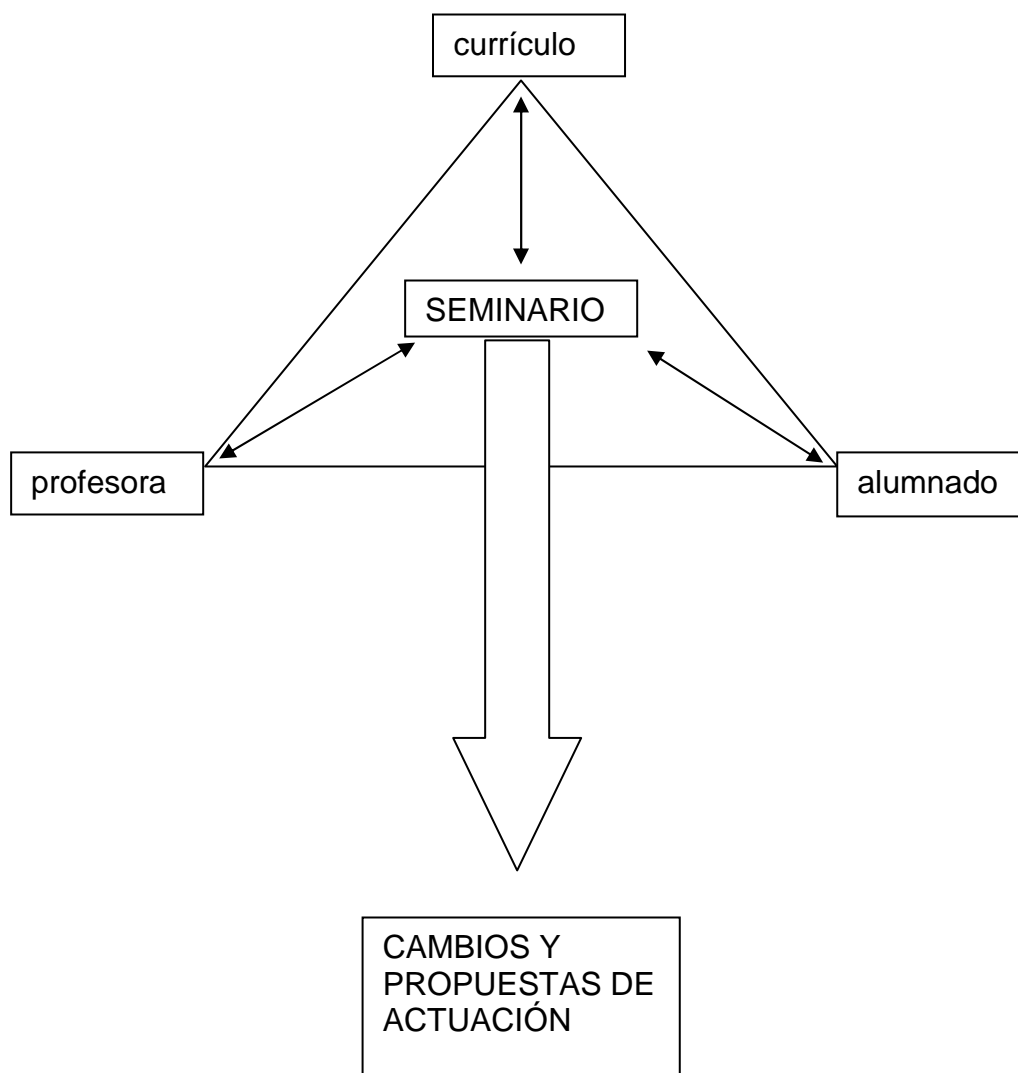 currículo
SEMINARIO
profesora
alumnado
CAMBIOS Y
PROPUESTAS DE
ACTUACIÓN